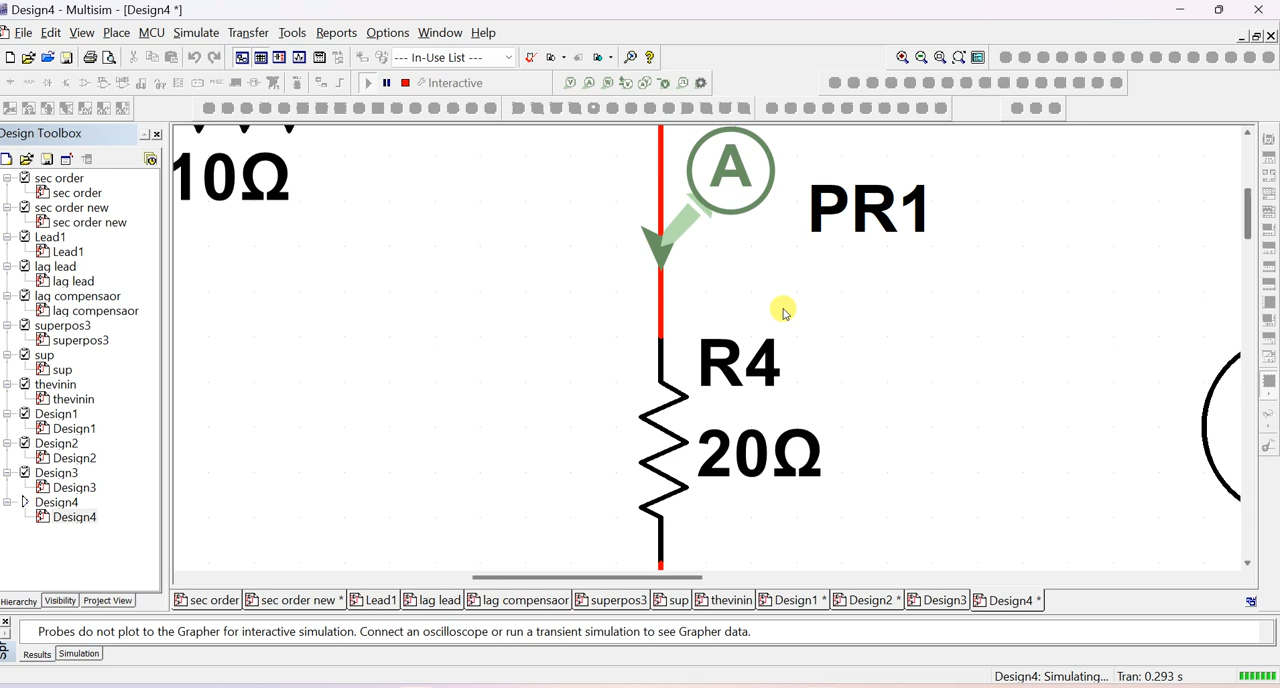 Design4 - Multisim - [Design4 *]
File Edit View Place MCU Simulate Transfer Tools Reports Options Window Help
--- In-Use List ---
Interactive
Design Toolbox
sec order
sec order
sec order new
sec order new
Lead1
Lead1
lag lead
lag lead
lag compensaor
lag compensaor
superpos3
superpos3
sup
sup
thevinin
thevinin
Design1
Design1
Design2
Design2
Design3
Design3
Design4
Design4
Hierarchy Visibility Project View
10Ω
A
PR1
R4
20Ω
sec order sec order new * Lead1 lag lead lag compensaor superpos3 sup thevinin Design1 * Design2 * Design3 Design4 *
Probes do not plot to the Grapher for interactive simulation. Connect an oscilloscope or run a transient simulation to see Grapher data.
Results Simulation
Design4: Simulating... Tran: 0.293 s